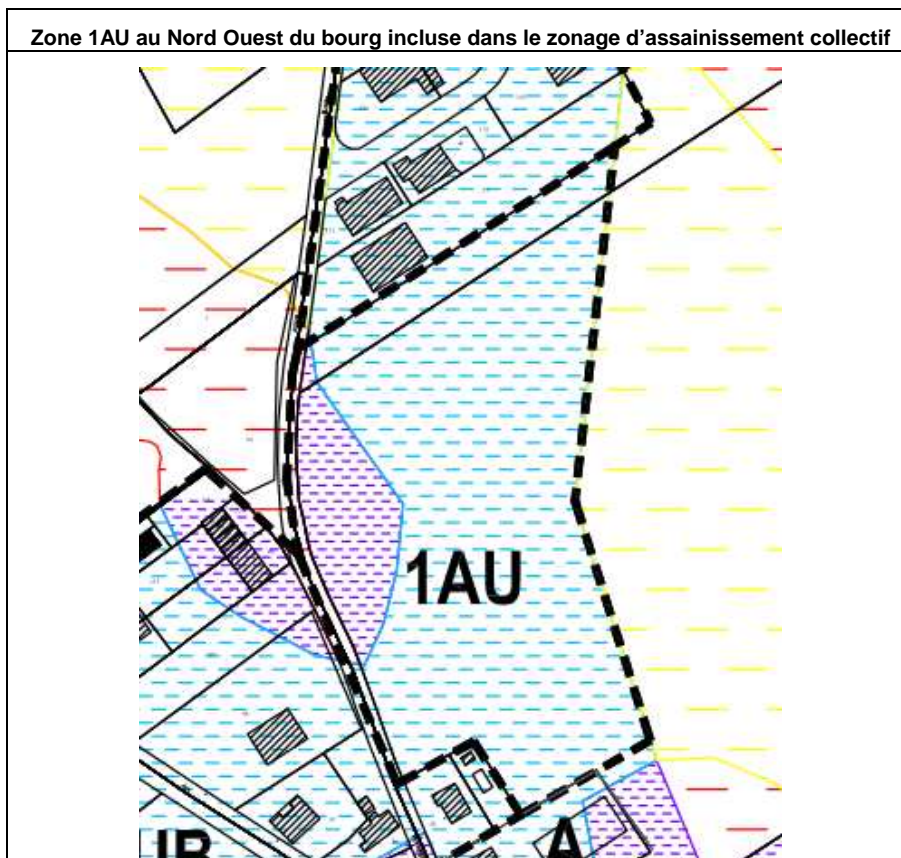 Zone 1AU au Nord Ouest du bourg incluse dans le zonage d'assainissement collectif
1AU
A